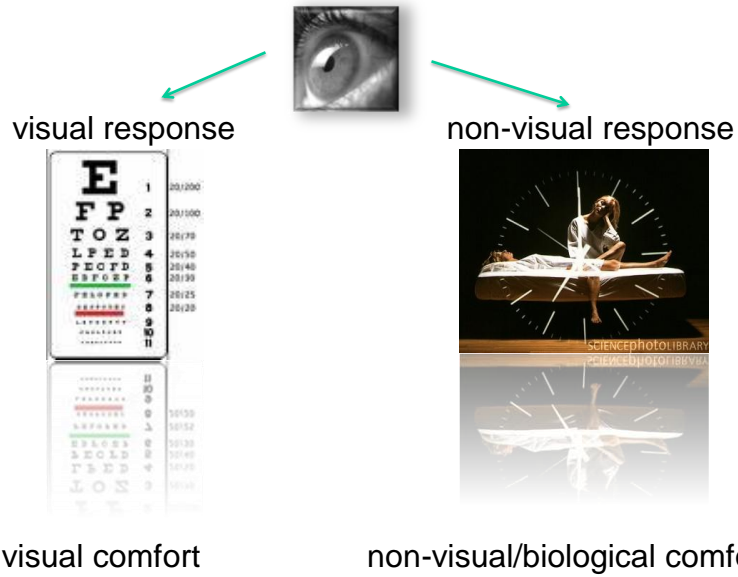 visual response
non-visual response
E 1 20/200
F P 2 20/100
T O Z 3 20/70
L P E D 4 20/50
P E C F D 5 20/40
E D F C Z P 6 20/30
7 20/25
8 20/20
9
10
11
SCIENCEphotoLIBRARY
visual comfort
non-visual/biological comfo